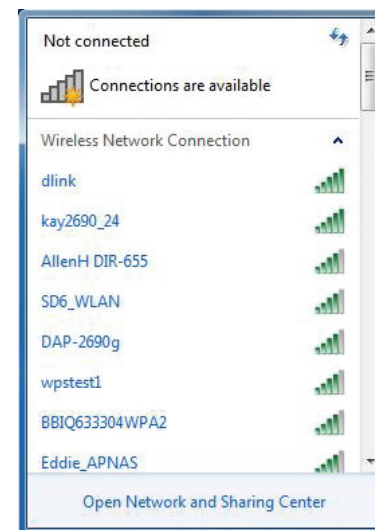 Not connected
Connections are available
Wireless Network Connection
dlink
kay2690_24
AllenH DIR-655
SD6_WLAN
DAP-2690g
wpstest1
BBIQ633304WPA2
Eddie_APNAS
Open Network and Sharing Center